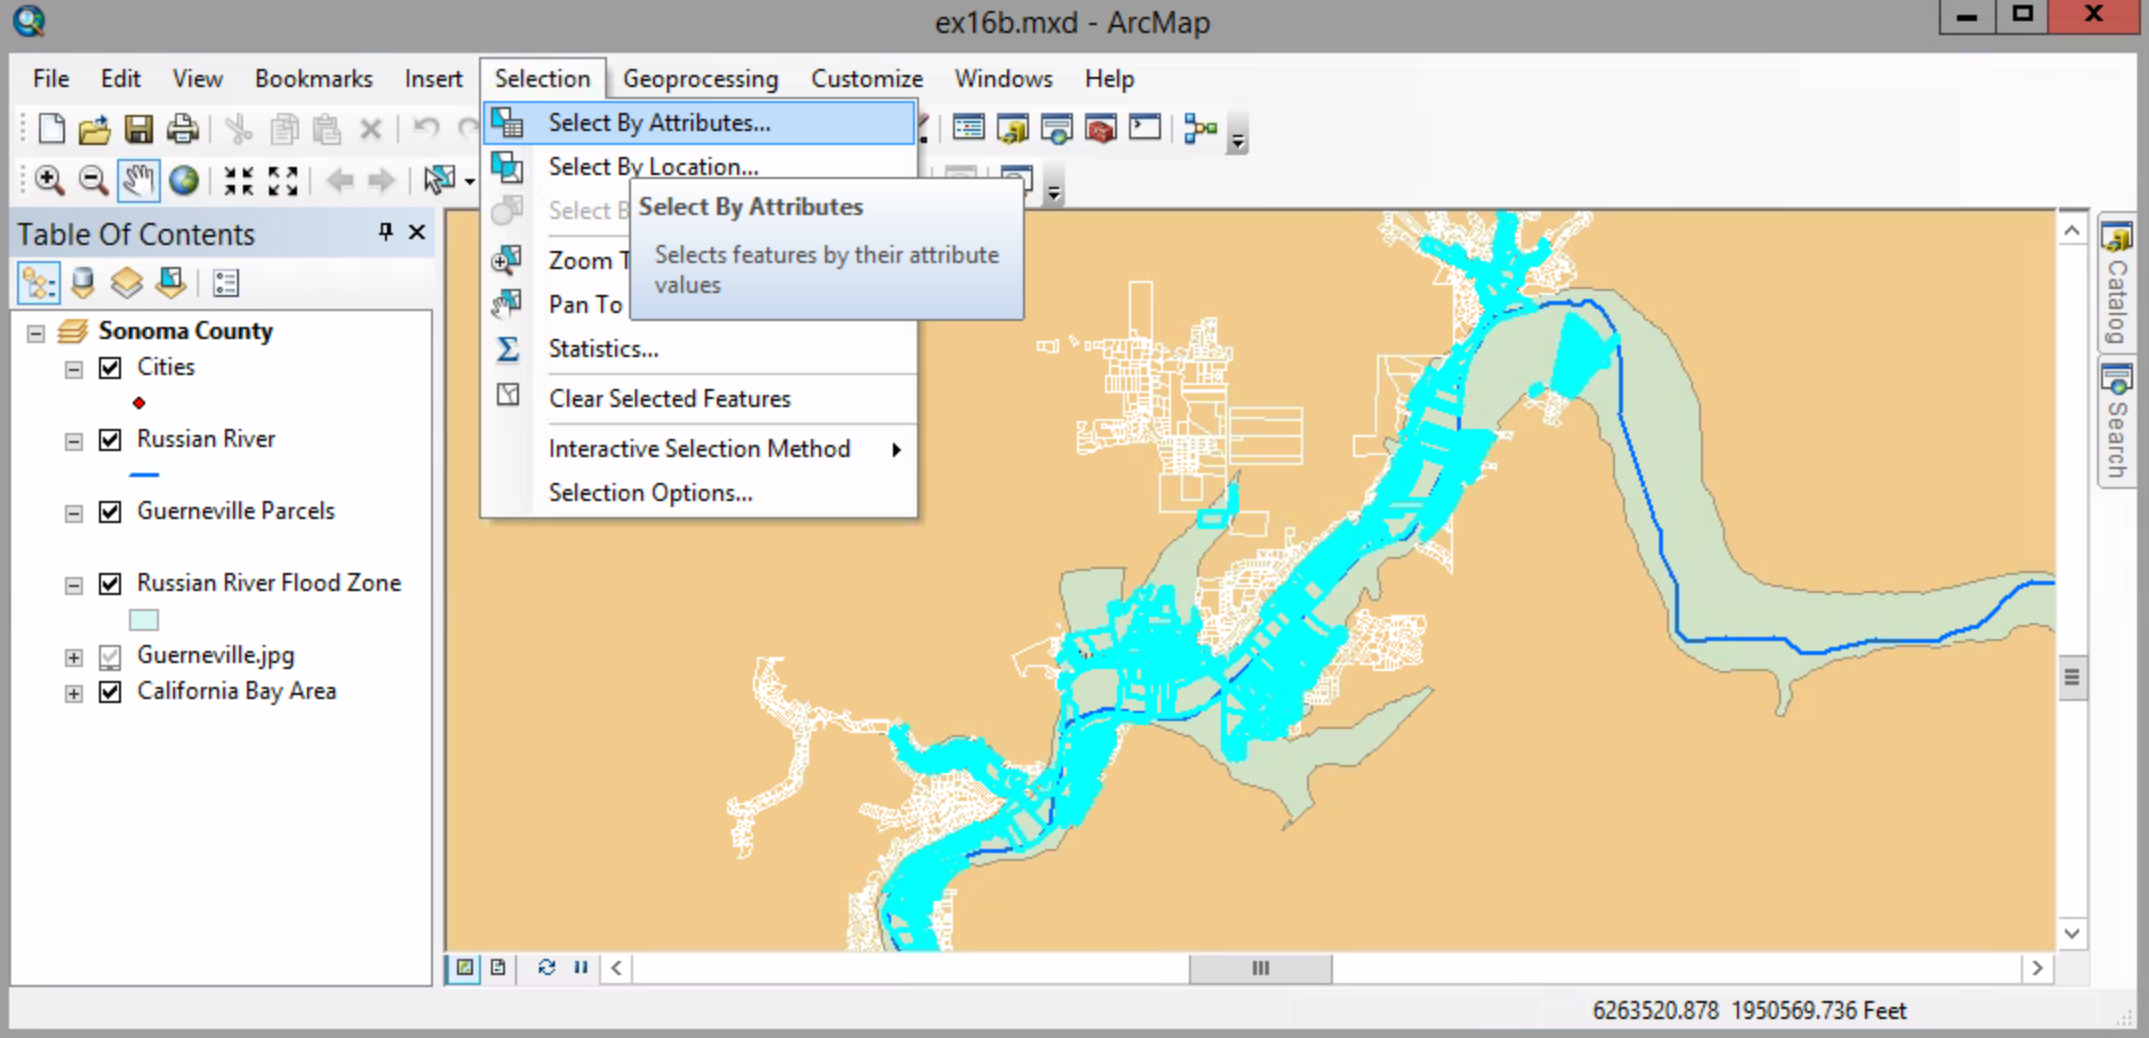 ex16b.mxd - ArcMap
File Edit View Bookmarks Insert Selection Geoprocessing Customize Windows Help
Select By Attributes...
Select By Location...
Select B
Select By Attributes
Selects features by their attribute
values
Zoom T
Pan To
Statistics...
Clear Selected Features
Interactive Selection Method
Selection Options...
Table Of Contents
Sonoma County
Cities
Russian River
Guerneville Parcels
Russian River Flood Zone
Guerneville.jpg
California Bay Area
Catalog
Search
6263520.878 1950569.736 Feet